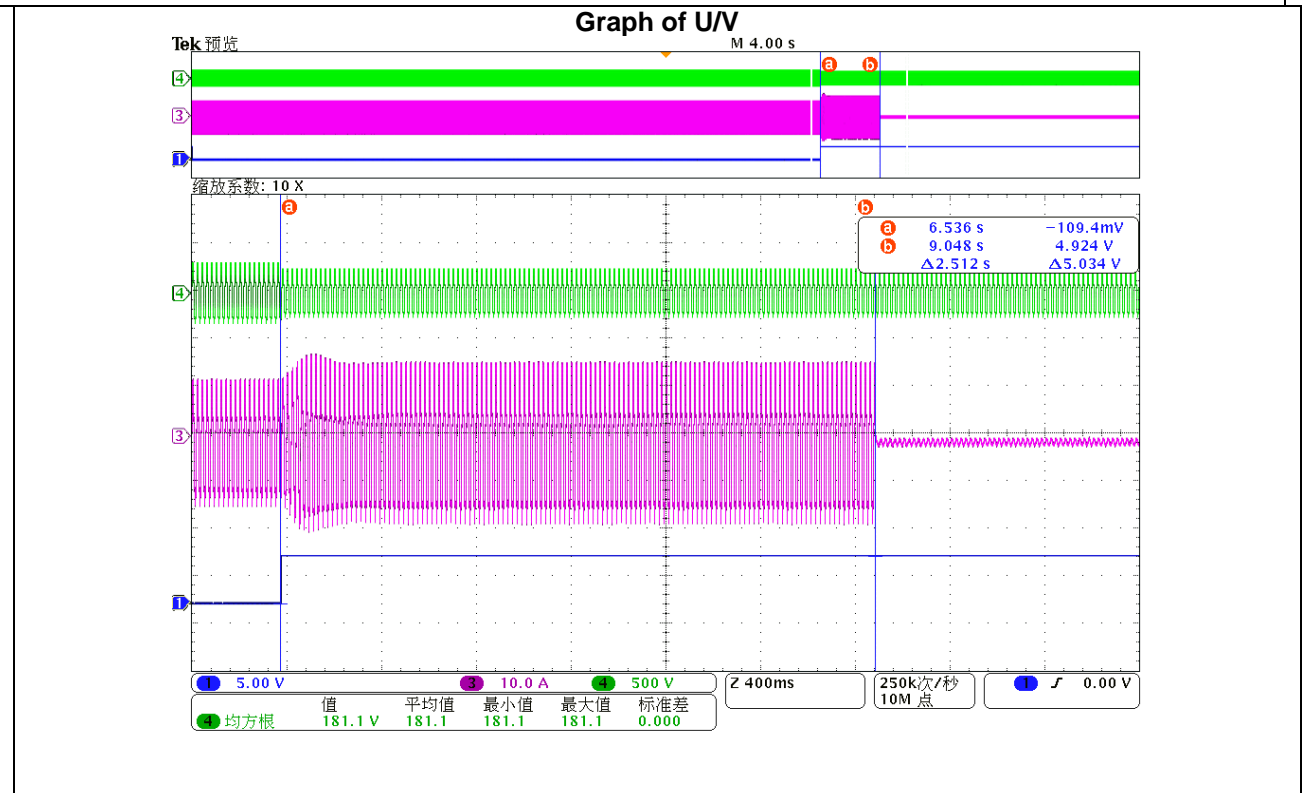 Graph of U/V
Tek 预览 M 4.00 s
a b
4
3
1
缩放系数: 10 X
a b
a 6.536 s −109.4mV
b 9.048 s 4.924 V
Δ2.512 s Δ5.034 V
4
3
1
1 5.00 V 3 10.0 A 4 500 V Z 400ms 250k次/秒 1 0.00 V
10M 点
值 平均值 最小值 最大值 标准差
4 均方根 181.1 V 181.1 181.1 181.1 0.000